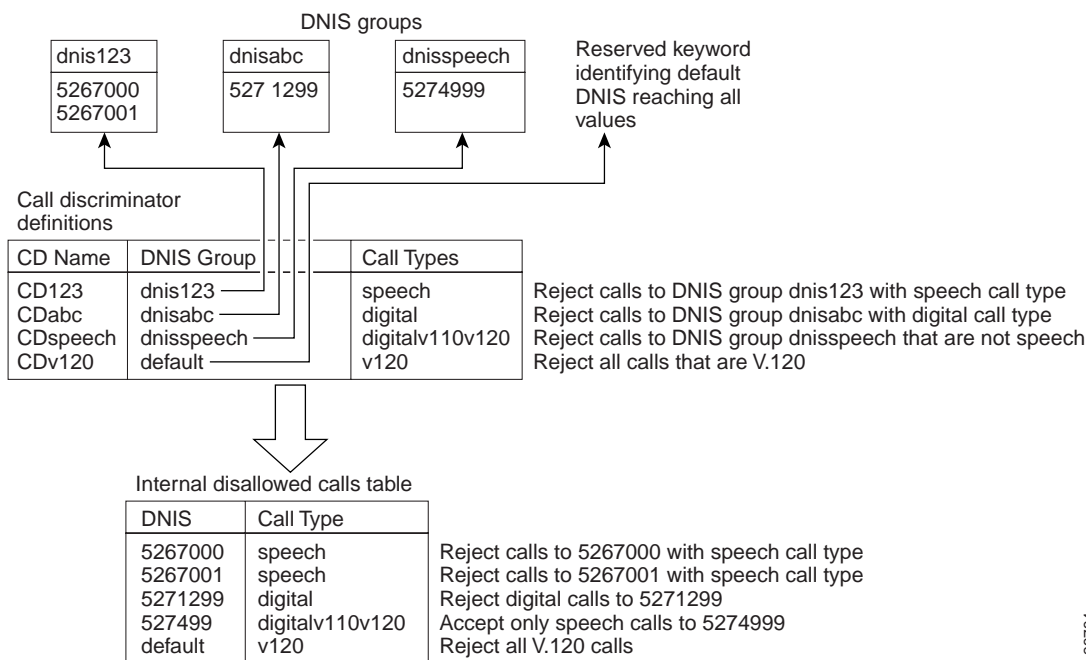 DNIS groups
dnis123
5267000
5267001
dnisabc
527 1299
dnisspeech
5274999
Reserved keyword
identifying default
DNIS reaching all
values
Call discriminator
definitions
CD Name DNIS Group Call Types
CD123 dnis123 speech Reject calls to DNIS group dnis123 with speech call type
CDabc dnisabc digital Reject calls to DNIS group dnisabc with digital call type
CDspeech dnisspeech digitalv110v120 Reject calls to DNIS group dnisspeech that are not speech
CDv120 default v120 Reject all calls that are V.120
Internal disallowed calls table
DNIS Call Type
5267000 speech Reject calls to 5267000 with speech call type
5267001 speech Reject calls to 5267001 with speech call type
5271299 digital Reject digital calls to 5271299
527499 digitalv110v120 Accept only speech calls to 5274999
default v120 Reject all V.120 calls